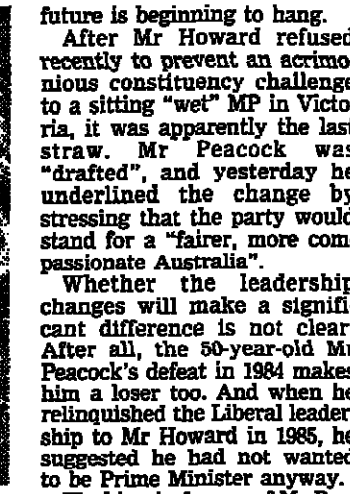 future is beginning to hang.
After Mr Howard refused
recently to prevent an acrimo
nious constituency challenge
to a sitting "wet" MP in Victo
ria, it was apparently the last
straw. Mr Peacock was
"drafted", and yesterday he
underlined the change by
stressing that the party would
stand for a "fairer, more com
passionate Australia".
Whether the leadership
changes will make a signifi
cant difference is not clear.
After all, the 50-year-old Mr
Peacock's defeat in 1984 makes
him a loser too. And when he
relinquished the Liberal leader
ship to Mr Howard in 1985, he
suggested he had not wanted
to be Prime Minister anyway.